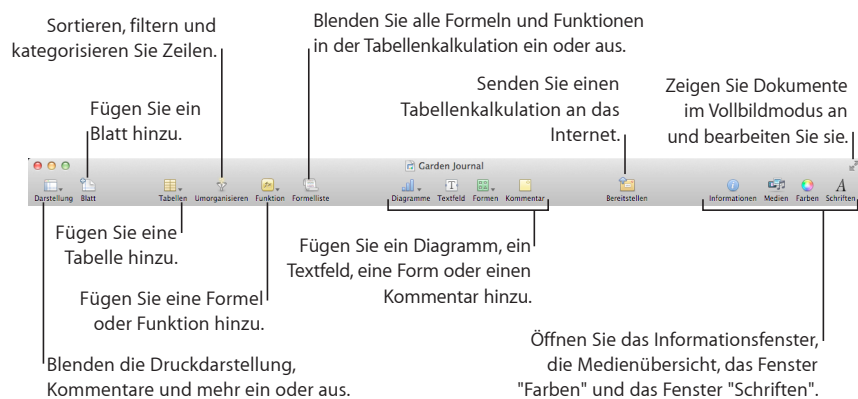 Sortieren, filtern und
kategorisieren Sie Zeilen.
Blenden Sie alle Formeln und Funktionen
in der Tabellenkalkulation ein oder aus.
Fügen Sie ein
Blatt hinzu.
Senden Sie einen
Tabellenkalkulation an das
Internet.
Zeigen Sie Dokumente
im Vollbildmodus an
und bearbeiten Sie sie.
Garden Journal
Darstellung Blatt Tabellen Umorganisieren Funktion Formelliste Diagramme Textfeld Formen Kommentar Bereitstellen Informationen Medien Farben Schriften
Fügen Sie eine
Tabelle hinzu.
Fügen Sie ein Diagramm, ein
Textfeld, eine Form oder einen
Kommentar hinzu.
Fügen Sie eine Formel
oder Funktion hinzu.
Öffnen Sie das Informationsfenster,
die Medienübersicht, das Fenster
"Farben" und das Fenster "Schriften".
Blenden die Druckdarstellung,
Kommentare und mehr ein oder aus.